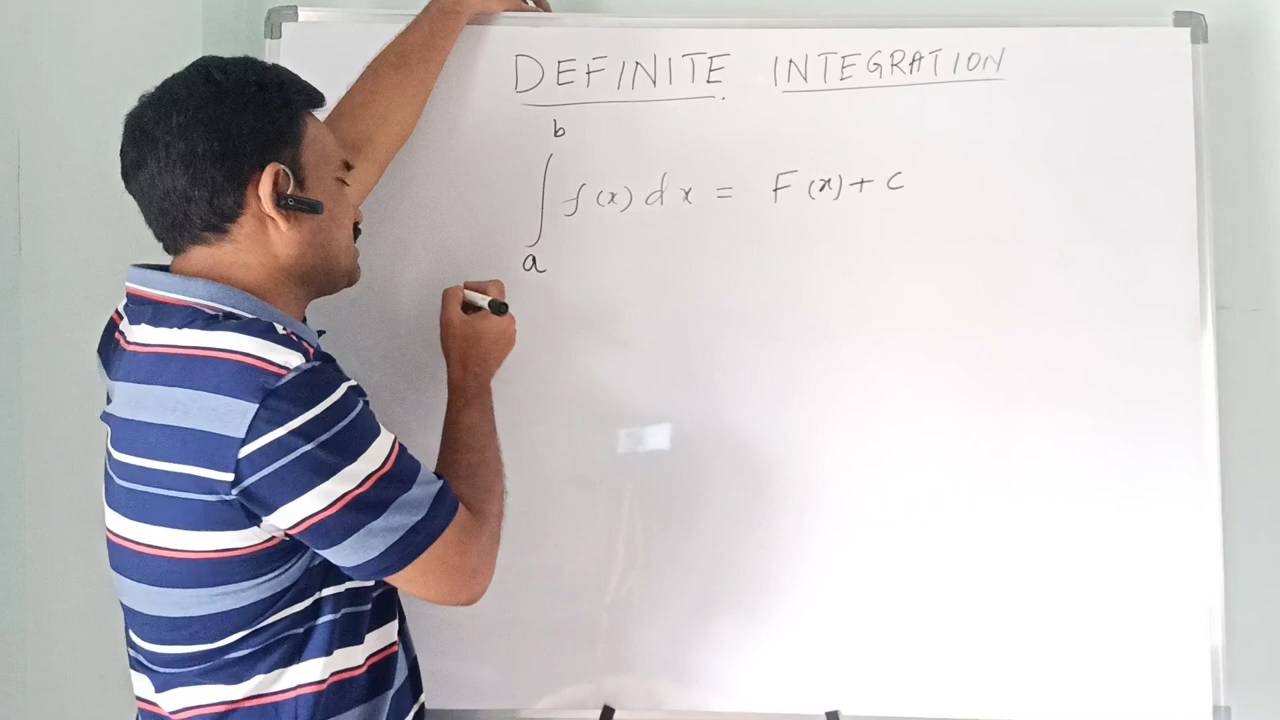 DEFINITE INTEGRATION
b
∫ f(x) dx = F(x) + c
a